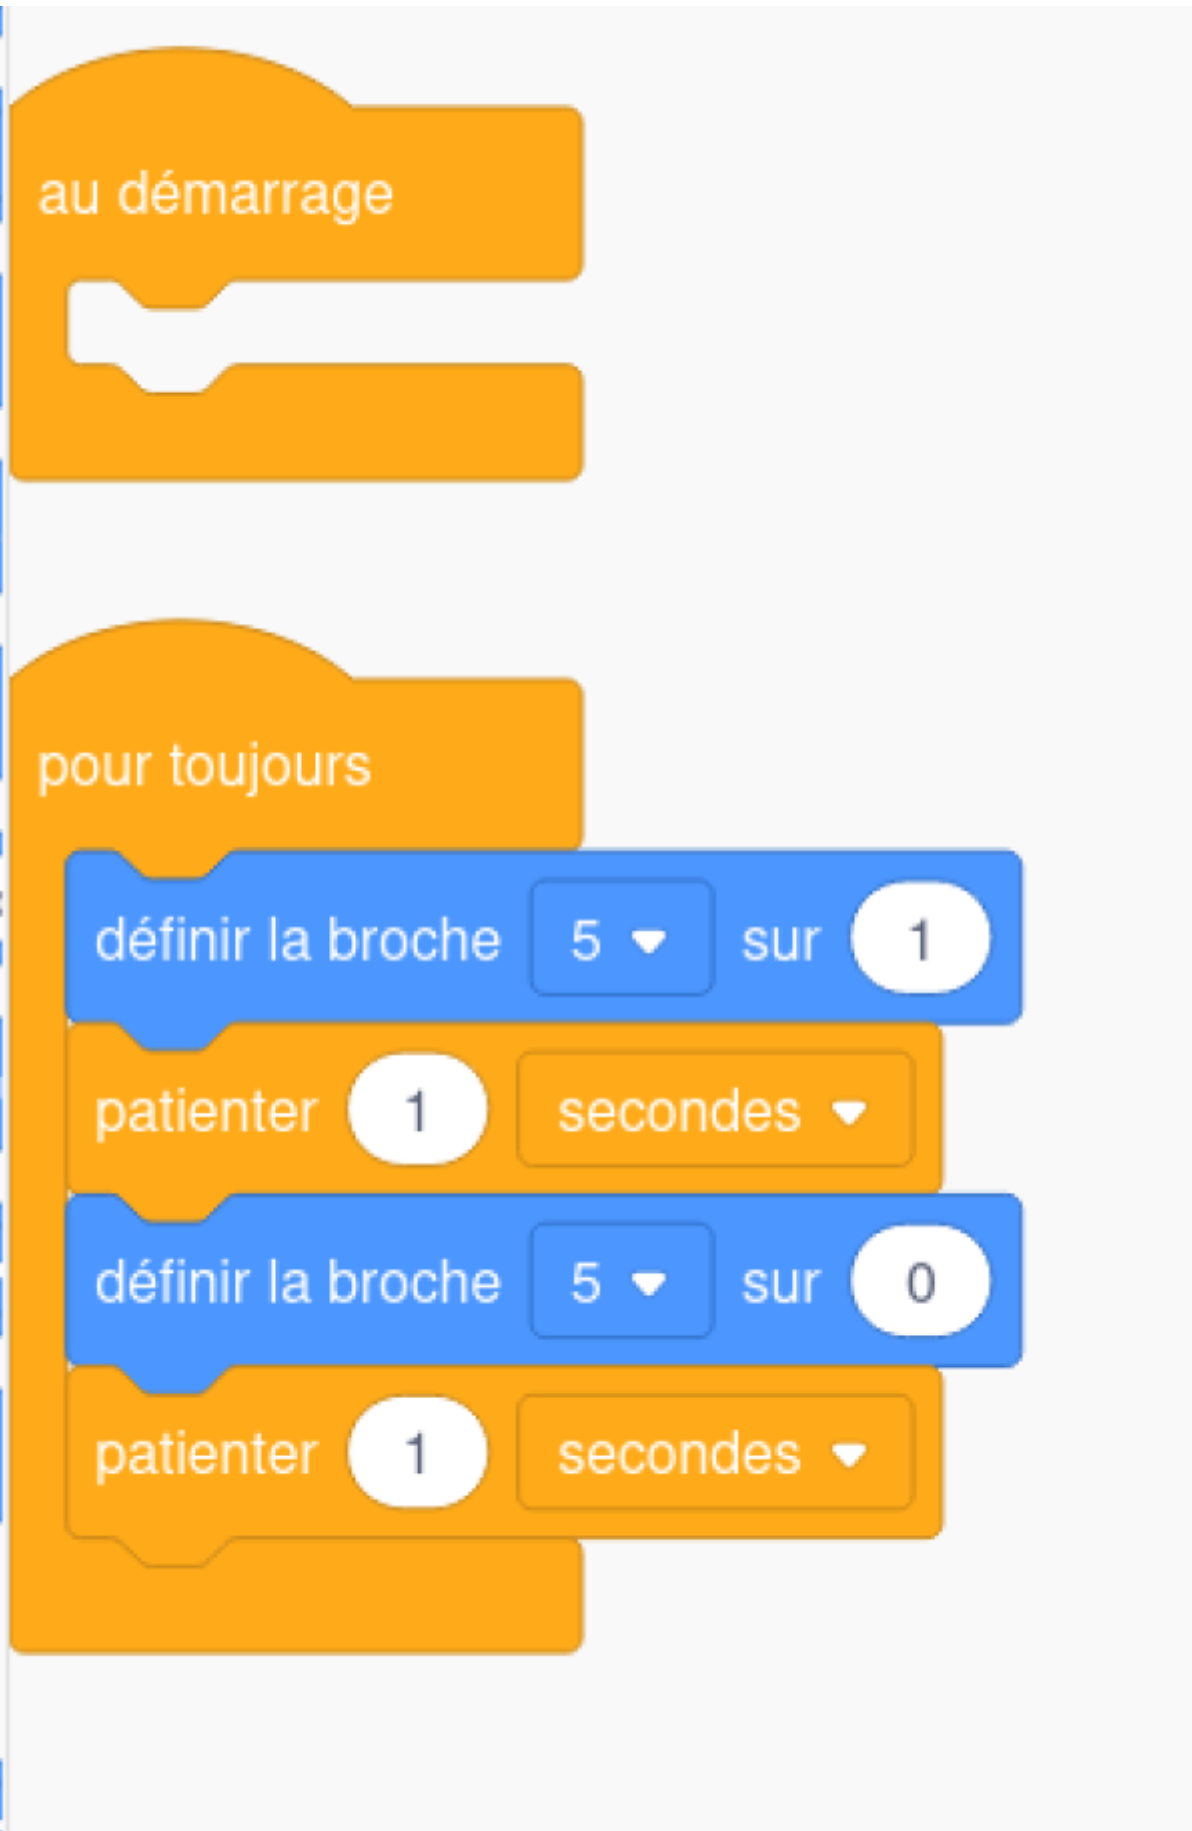 au démarrage
pour toujours
définir la broche 5 sur 1
patienter 1 secondes
définir la broche 5 sur 0
patienter 1 secondes